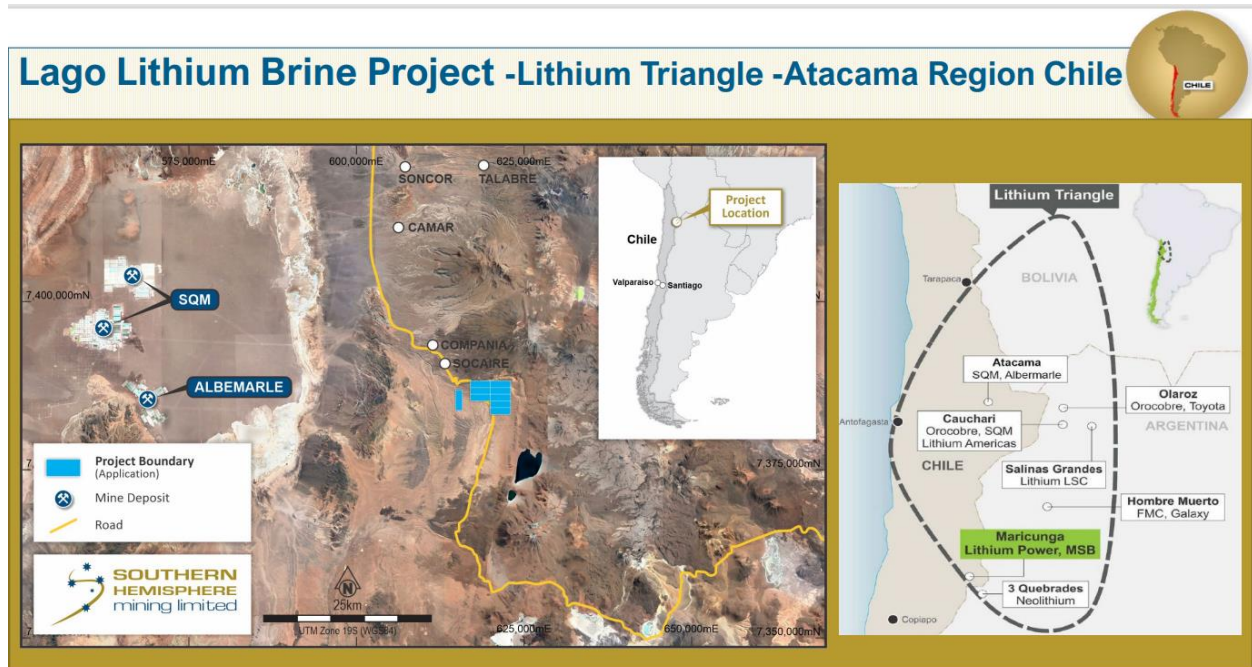 Lago Lithium Brine Project -Lithium Triangle -Atacama Region Chile
CHILE
575,000mE
600,000mE
625,000mE
SONCOR
TALABRE
CAMAR
7,400,000mN
SQM
COMPANIA
SOCAIRE
ALBEMARLE
7,375,000mN
Project Boundary
(Application)
Mine Deposit
Road
SOUTHERN
HEMISPHERE
mining limited
N
25km
UTM Zone 19S (WGS84)
625,000mE
650,000mE
7,350,000mN
Project
Location
Chile
Valparaiso
Santiago
Lithium Triangle
Tarapaca
BOLIVIA
Atacama
SQM, Albermarle
Olaroz
Orocobre, Toyota
Cauchari
Orocobre, SQM
Lithium Americas
Antofagasta
ARGENTINA
CHILE
Salinas Grandes
Lithium LSC
Hombre Muerto
FMC, Galaxy
Maricunga
Lithium Power, MSB
3 Quebrades
Neolithium
Copiepo